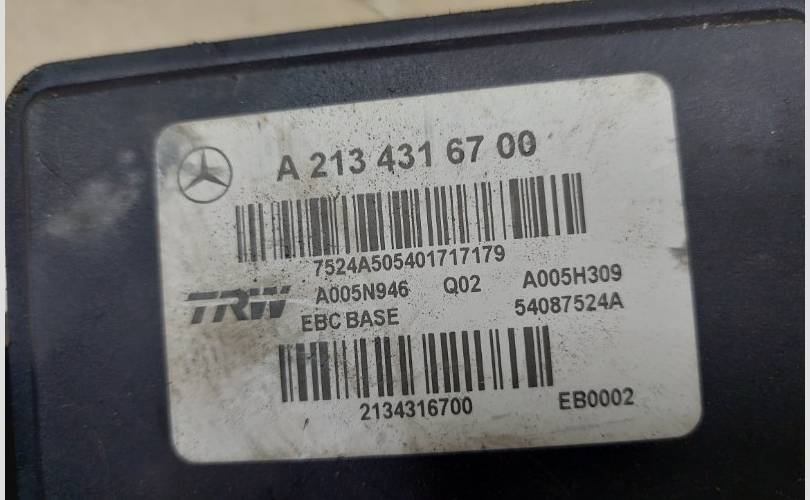 A 213 431 67 00
7524A505401717179
TRW A005N946 Q02 A005H309
EBC BASE 54087524A
2134316700 EB0002